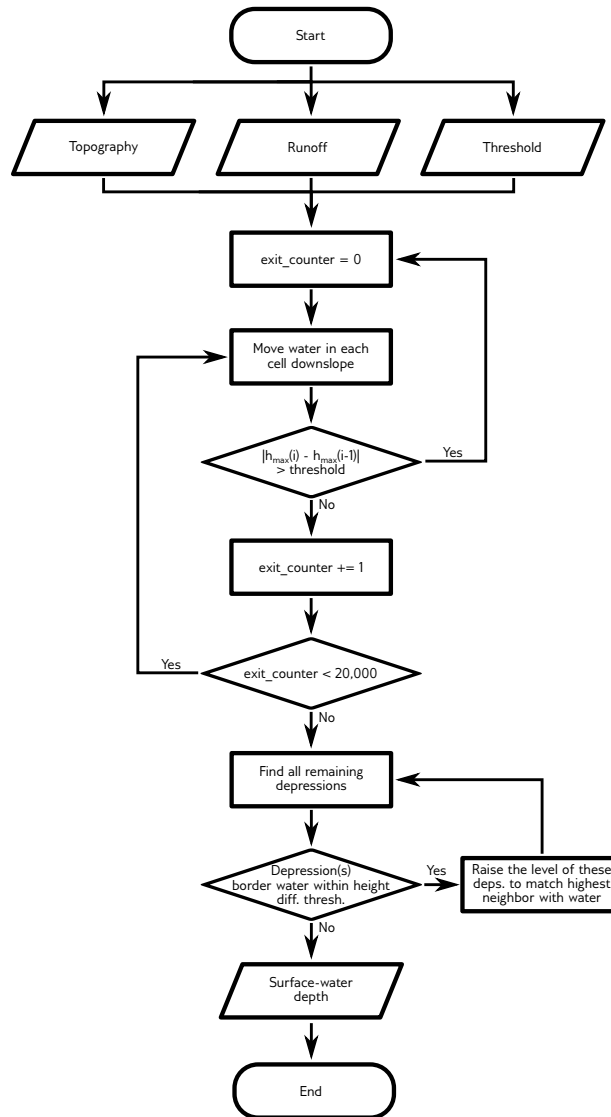 Start
Topography
Runoff
Threshold
exit_counter = 0
Move water in each
cell downslope
|hmax(i) - hmax(i-1)|
> threshold
Yes
No
exit_counter += 1
exit_counter < 20,000
Yes
No
Find all remaining
depressions
Depression(s)
border water within height
diff. thresh.
Yes
Raise the level of these
deps. to match highest
neighbor with water
No
Surface-water
depth
End